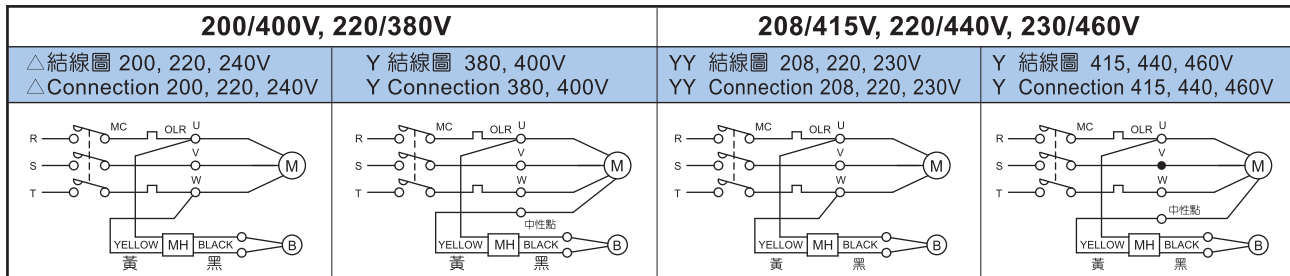 200/400V, 220/380V
208/415V, 220/440V, 230/460V
△結線圖 200, 220, 240V
△Connection 200, 220, 240V
Y 結線圖 380, 400V
Y Connection 380, 400V
YY 結線圖 208, 220, 230V
YY Connection 208, 220, 230V
Y 結線圖 415, 440, 460V
Y Connection 415, 440, 460V
R MC OLR U
S V M
T W
YELLOW MH BLACK B
黃 黑
R MC OLR U
S V M
T W
中性點
YELLOW MH BLACK B
黃 黑
R MC OLR U
S V M
T W
YELLOW MH BLACK B
黃 黑
R MC OLR U
S V M
T W
中性點
YELLOW MH BLACK B
黃 黑